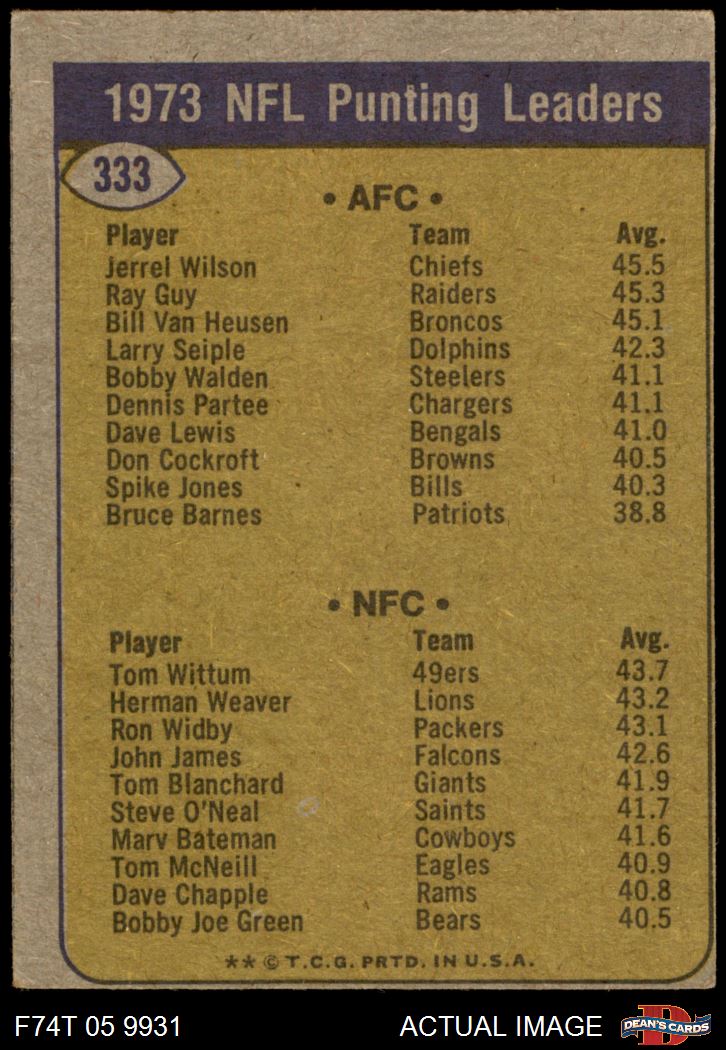 1973 NFL Punting Leaders
333
• AFC •
Player Team Avg.
Jerrel Wilson Chiefs 45.5
Ray Guy Raiders 45.3
Bill Van Heusen Broncos 45.1
Larry Seiple Dolphins 42.3
Bobby Walden Steelers 41.1
Dennis Partee Chargers 41.1
Dave Lewis Bengals 41.0
Don Cockroft Browns 40.5
Spike Jones Bills 40.3
Bruce Barnes Patriots 38.8
• NFC •
Player Team Avg.
Tom Wittum 49ers 43.7
Herman Weaver Lions 43.2
Ron Widby Packers 43.1
John James Falcons 42.6
Tom Blanchard Giants 41.9
Steve O'Neal Saints 41.7
Marv Bateman Cowboys 41.6
Tom McNeill Eagles 40.9
Dave Chapple Rams 40.8
Bobby Joe Green Bears 40.5
** © T.C.G. PRTD. IN U.S.A.
F74T 05 9931 ACTUAL IMAGE D DEAN'S CARDS